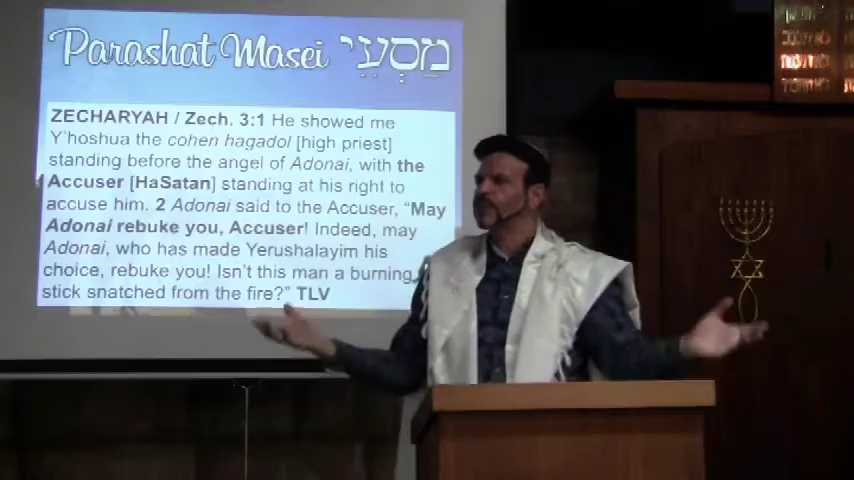 Parashat Masei מַסְעֵי
ZECHARYAH / Zech. 3:1 He showed me
Y'hoshua the cohen hagadol [high priest]
standing before the angel of Adonai, with the
Accuser [HaSatan] standing at his right to
accuse him. 2 Adonai said to the Accuser, "May
Adonai rebuke you, Accuser! Indeed, may
Adonai, who has made Yerushalayim his
choice, rebuke you! Isn't this man a burning
stick snatched from the fire?" TLV